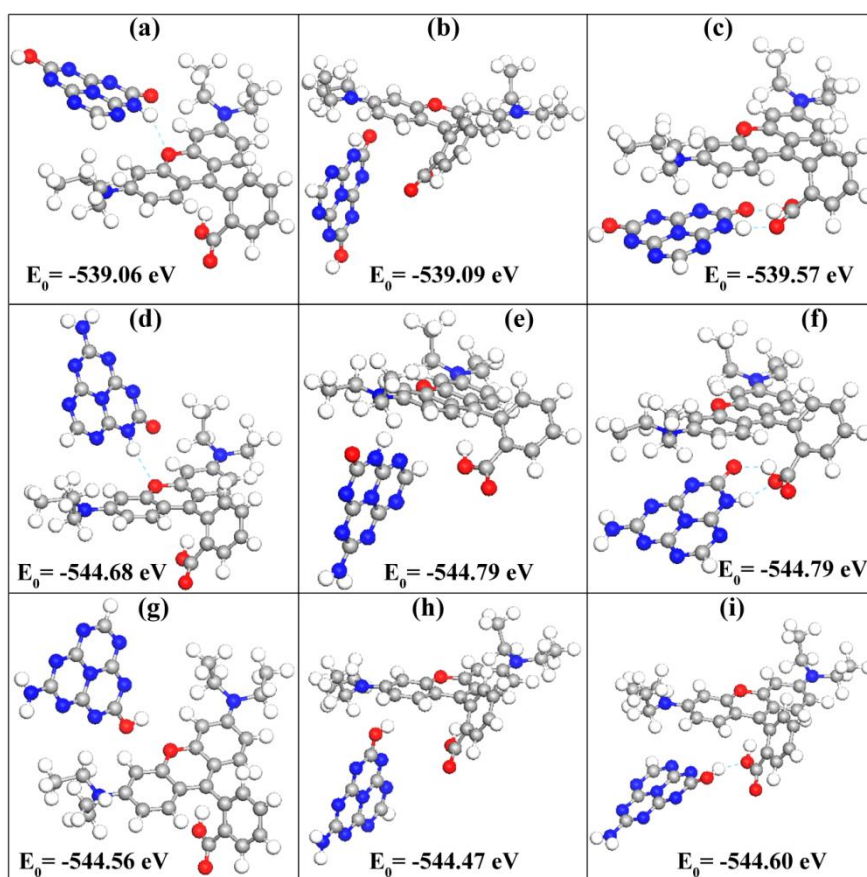 (a)
(b)
(c)
E₀= -539.06 eV
E₀= -539.09 eV
E₀= -539.57 eV
(d)
(e)
(f)
E₀= -544.68 eV
E₀= -544.79 eV
E₀= -544.79 eV
(g)
(h)
(i)
E₀= -544.56 eV
E₀= -544.47 eV
E₀= -544.60 eV